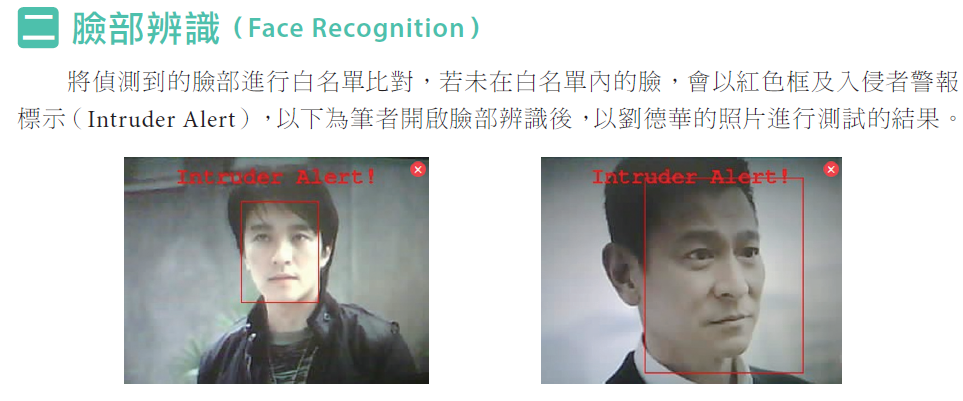 二 臉部辨識（Face Recognition）
將偵測到的臉部進行白名單比對，若未在白名單內的臉，會以紅色框及入侵者警報
標示（Intruder Alert），以下為筆者開啟臉部辨識後，以劉德華的照片進行測試的結果。
Intruder Alert!
Intruder Alert!